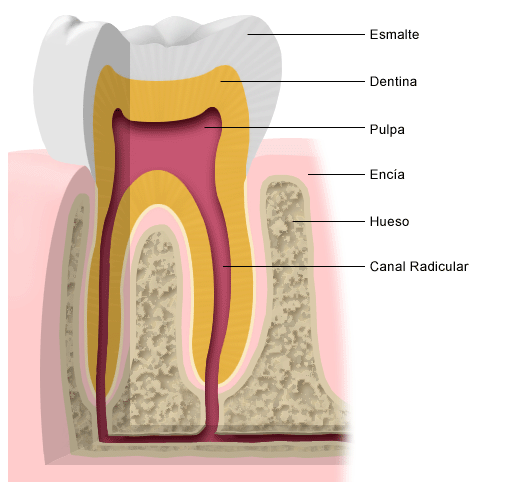 Esmalte
Dentina
Pulpa
Encía
Hueso
Canal Radicular